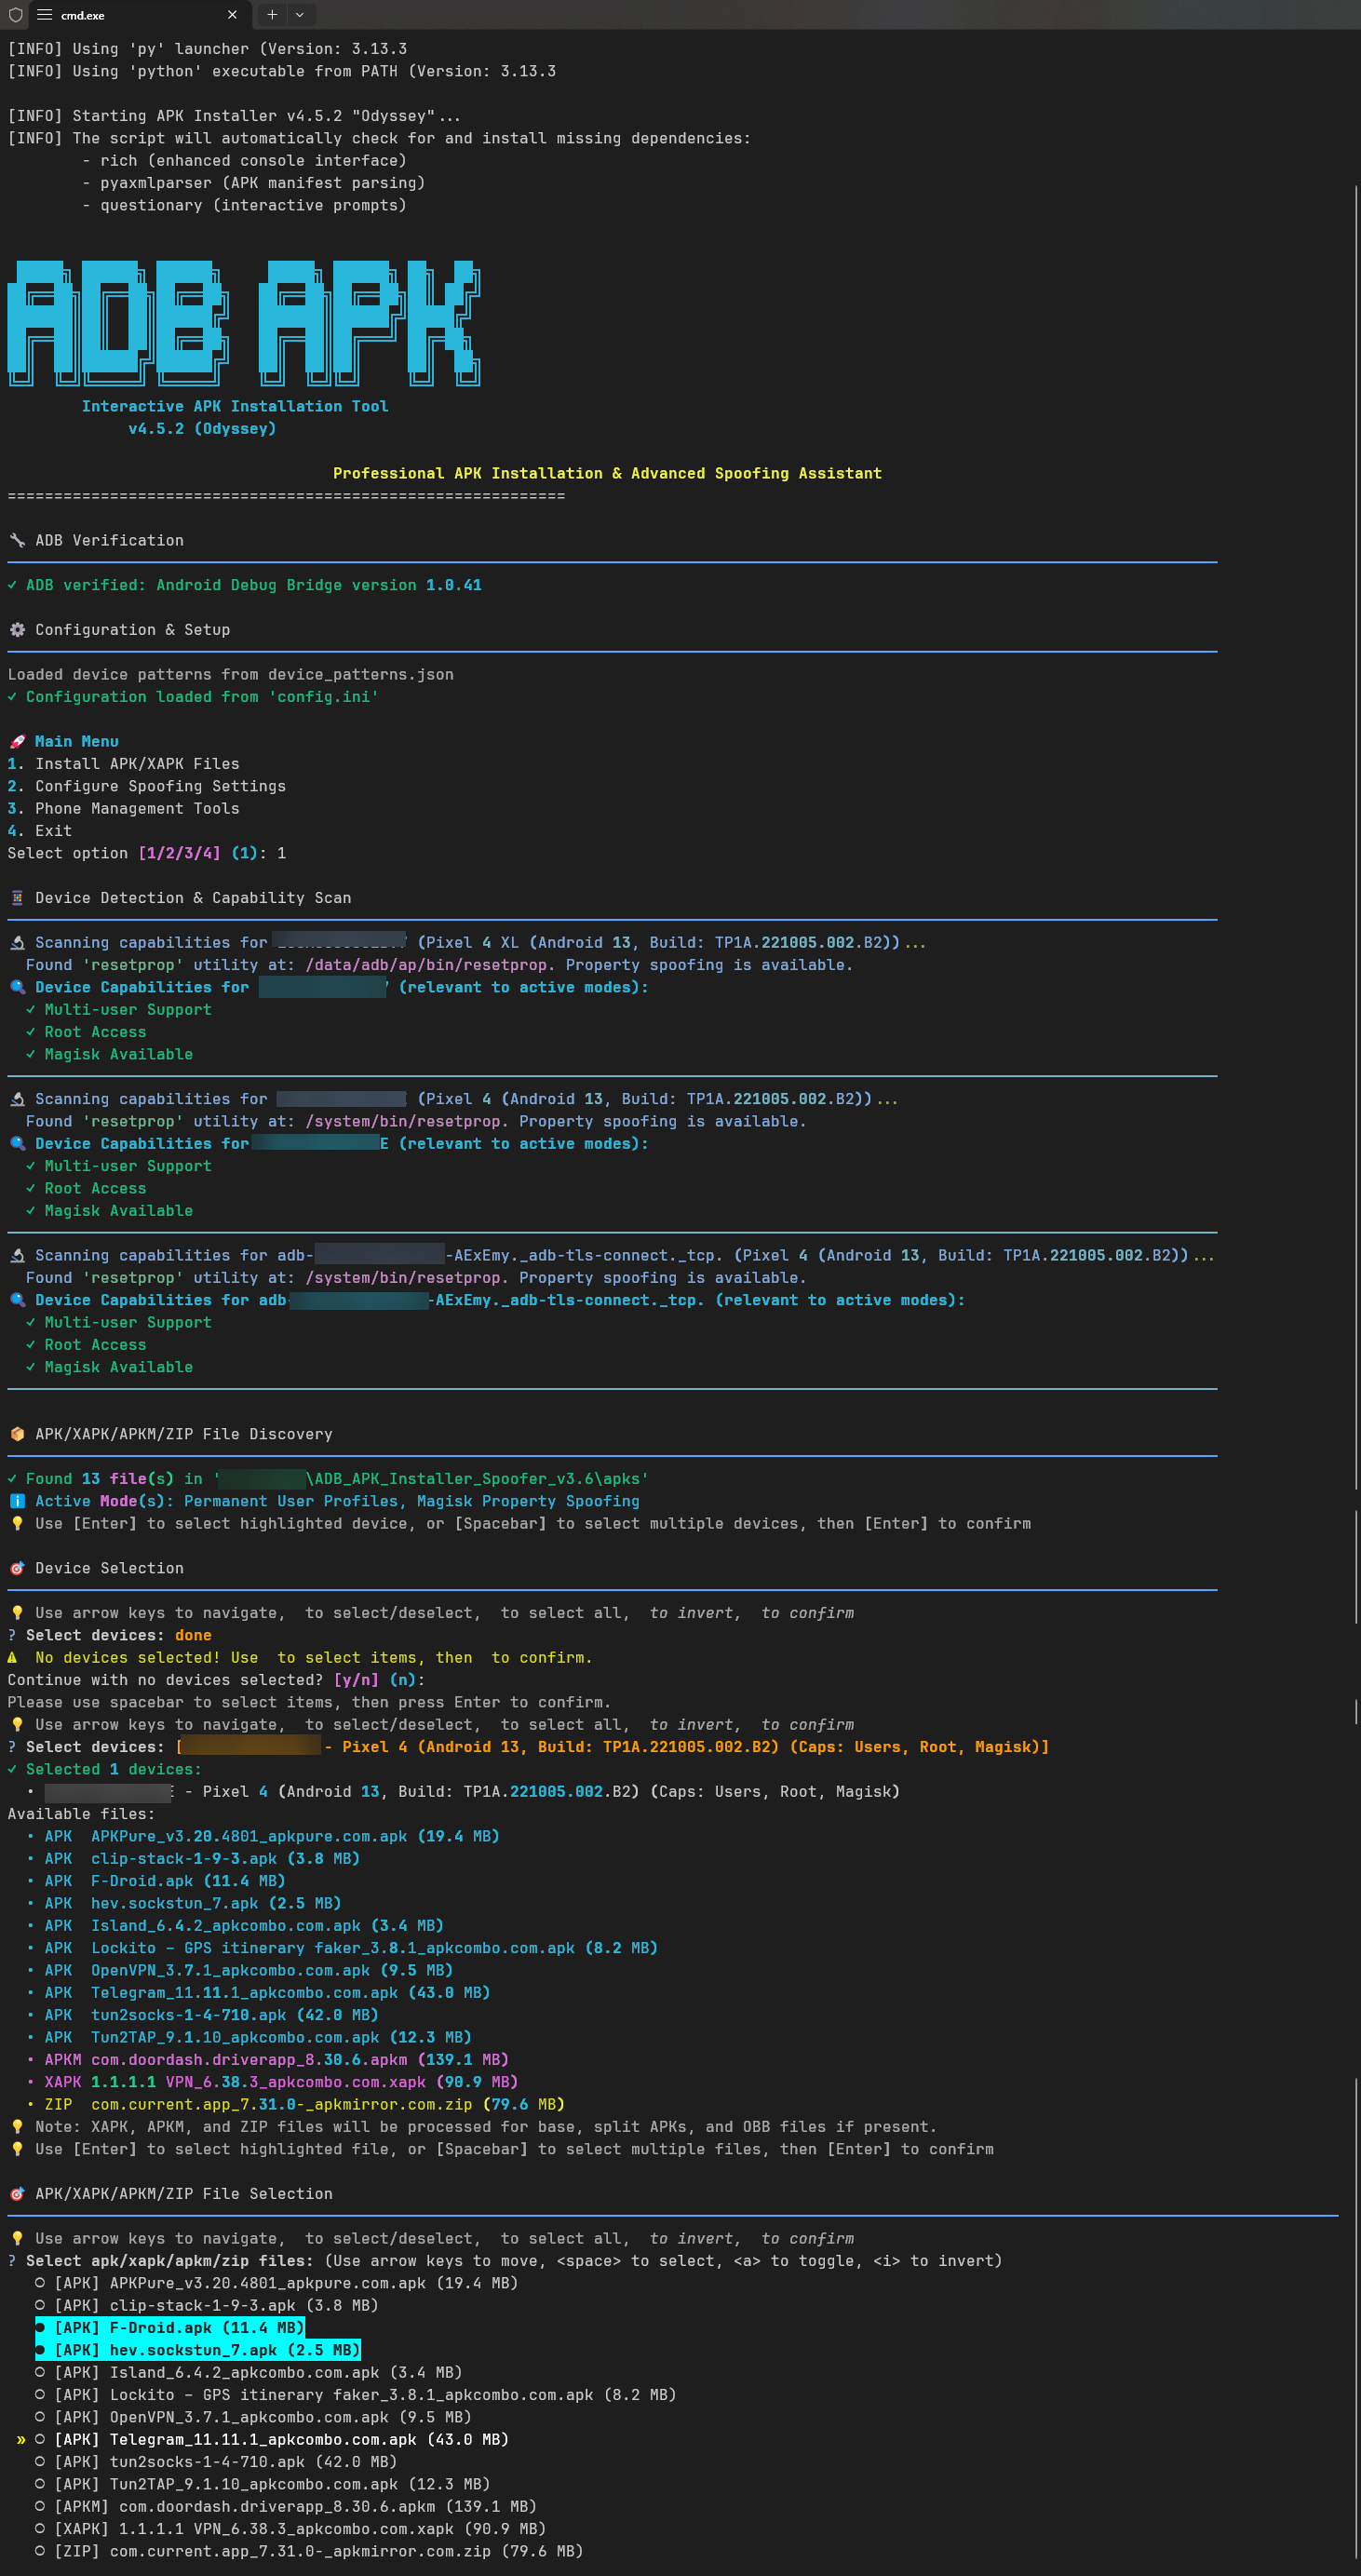 cmd.exe
[INFO] Using 'py' launcher (Version: 3.13.3
[INFO] Using 'python' executable from PATH (Version: 3.13.3
[INFO] Starting APK Installer v4.5.2 "Odyssey"...
[INFO] The script will automatically check for and install missing dependencies:
- rich (enhanced console interface)
- pyaxmlparser (APK manifest parsing)
- questionary (interactive prompts)
ADB APK
Interactive APK Installation Tool
v4.5.2 (Odyssey)
Professional APK Installation & Advanced Spoofing Assistant
============================================================
🔧 ADB Verification
✓ ADB verified: Android Debug Bridge version 1.0.41
⚙ Configuration & Setup
Loaded device patterns from device_patterns.json
✓ Configuration loaded from 'config.ini'
🚀 Main Menu
1. Install APK/XAPK Files
2. Configure Spoofing Settings
3. Phone Management Tools
4. Exit
Select option [1/2/3/4] (1): 1
Device Detection & Capability Scan
🔬 Scanning capabilities for (Pixel 4 XL (Android 13, Build: TP1A.221005.002.B2))...
Found 'resetprop' utility at: /data/adb/ap/bin/resetprop. Property spoofing is available.
🔍 Device Capabilities for (relevant to active modes):
✓ Multi-user Support
✓ Root Access
✓ Magisk Available
🔬 Scanning capabilities for (Pixel 4 (Android 13, Build: TP1A.221005.002.B2))...
Found 'resetprop' utility at: /system/bin/resetprop. Property spoofing is available.
🔍 Device Capabilities for E (relevant to active modes):
✓ Multi-user Support
✓ Root Access
✓ Magisk Available
🔬 Scanning capabilities for adb- -AExEmy._adb-tls-connect._tcp. (Pixel 4 (Android 13, Build: TP1A.221005.002.B2))...
Found 'resetprop' utility at: /system/bin/resetprop. Property spoofing is available.
🔍 Device Capabilities for adb- -AExEmy._adb-tls-connect._tcp. (relevant to active modes):
✓ Multi-user Support
✓ Root Access
✓ Magisk Available
📦 APK/XAPK/APKM/ZIP File Discovery
✓ Found 13 file(s) in ' \ADB_APK_Installer_Spoofer_v3.6\apks'
ℹ Active Mode(s): Permanent User Profiles, Magisk Property Spoofing
💡 Use [Enter] to select highlighted device, or [Spacebar] to select multiple devices, then [Enter] to confirm
🎯 Device Selection
💡 Use arrow keys to navigate,  to select/deselect,  to select all,  to invert,  to confirm
? Select devices: done
⚠ No devices selected! Use  to select items, then  to confirm.
Continue with no devices selected? [y/n] (n):
Please use spacebar to select items, then press Enter to confirm.
💡 Use arrow keys to navigate,  to select/deselect,  to select all,  to invert,  to confirm
? Select devices: [ - Pixel 4 (Android 13, Build: TP1A.221005.002.B2) (Caps: Users, Root, Magisk)]
✓ Selected 1 devices:
• E - Pixel 4 (Android 13, Build: TP1A.221005.002.B2) (Caps: Users, Root, Magisk)
Available files:
• APK  APKPure_v3.20.4801_apkpure.com.apk (19.4 MB)
• APK  clip-stack-1-9-3.apk (3.8 MB)
• APK  F-Droid.apk (11.4 MB)
• APK  hev.sockstun_7.apk (2.5 MB)
• APK  Island_6.4.2_apkcombo.com.apk (3.4 MB)
• APK  Lockito – GPS itinerary faker_3.8.1_apkcombo.com.apk (8.2 MB)
• APK  OpenVPN_3.7.1_apkcombo.com.apk (9.5 MB)
• APK  Telegram_11.11.1_apkcombo.com.apk (43.0 MB)
• APK  tun2socks-1-4-710.apk (42.0 MB)
• APK  Tun2TAP_9.1.10_apkcombo.com.apk (12.3 MB)
• APKM com.doordash.driverapp_8.30.6.apkm (139.1 MB)
• XAPK 1.1.1.1 VPN_6.38.3_apkcombo.com.xapk (90.9 MB)
• ZIP  com.current.app_7.31.0-_apkmirror.com.zip (79.6 MB)
💡 Note: XAPK, APKM, and ZIP files will be processed for base, split APKs, and OBB files if present.
💡 Use [Enter] to select highlighted file, or [Spacebar] to select multiple files, then [Enter] to confirm
🎯 APK/XAPK/APKM/ZIP File Selection
💡 Use arrow keys to navigate,  to select/deselect,  to select all,  to invert,  to confirm
? Select apk/xapk/apkm/zip files: (Use arrow keys to move, <space> to select, <a> to toggle, <i> to invert)
○ [APK] APKPure_v3.20.4801_apkpure.com.apk (19.4 MB)
○ [APK] clip-stack-1-9-3.apk (3.8 MB)
● [APK] F-Droid.apk (11.4 MB)
● [APK] hev.sockstun_7.apk (2.5 MB)
○ [APK] Island_6.4.2_apkcombo.com.apk (3.4 MB)
○ [APK] Lockito – GPS itinerary faker_3.8.1_apkcombo.com.apk (8.2 MB)
○ [APK] OpenVPN_3.7.1_apkcombo.com.apk (9.5 MB)
» ○ [APK] Telegram_11.11.1_apkcombo.com.apk (43.0 MB)
○ [APK] tun2socks-1-4-710.apk (42.0 MB)
○ [APK] Tun2TAP_9.1.10_apkcombo.com.apk (12.3 MB)
○ [APKM] com.doordash.driverapp_8.30.6.apkm (139.1 MB)
○ [XAPK] 1.1.1.1 VPN_6.38.3_apkcombo.com.xapk (90.9 MB)
○ [ZIP] com.current.app_7.31.0-_apkmirror.com.zip (79.6 MB)